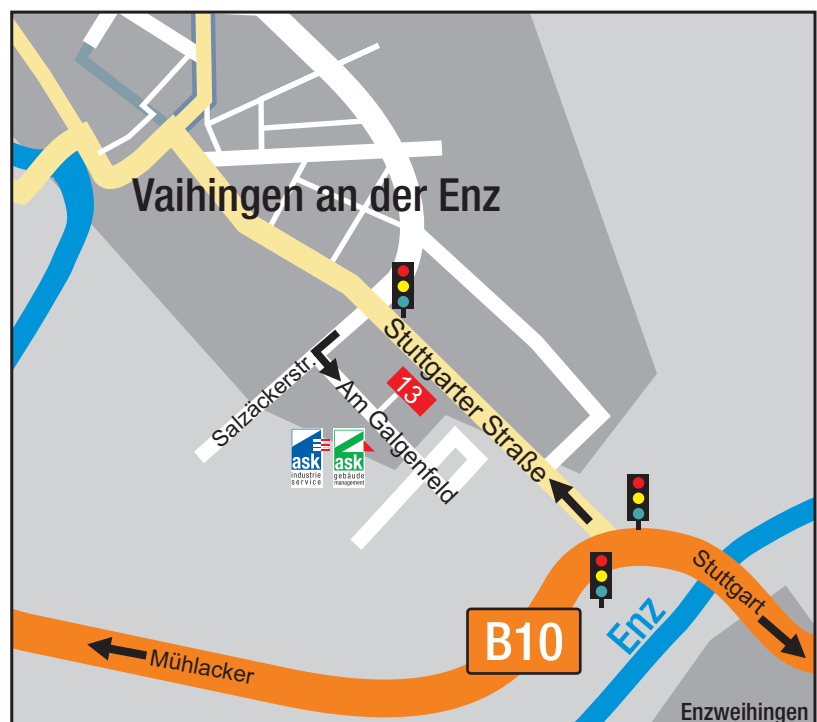 Vaihingen an der Enz
Stuttgarter Straße
Salzäckerstr.
13
Am Galgenfeld
ask
industrie
service
ask
gebäude
management
Stuttgart
Enz
B10
Mühlacker
Enzweihingen